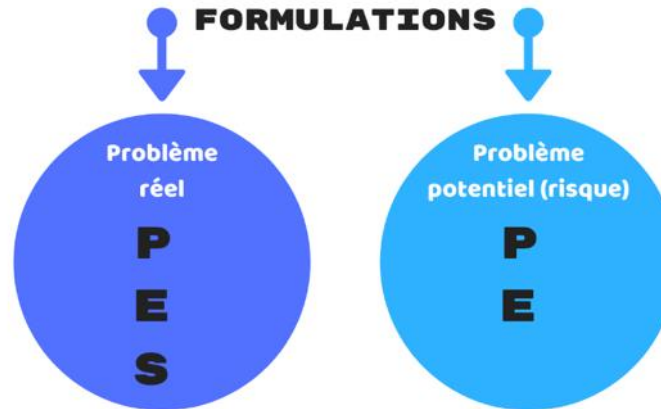 FORMULATIONS
Problème
réel
P
E
S
Problème
potentiel (risque)
P
E